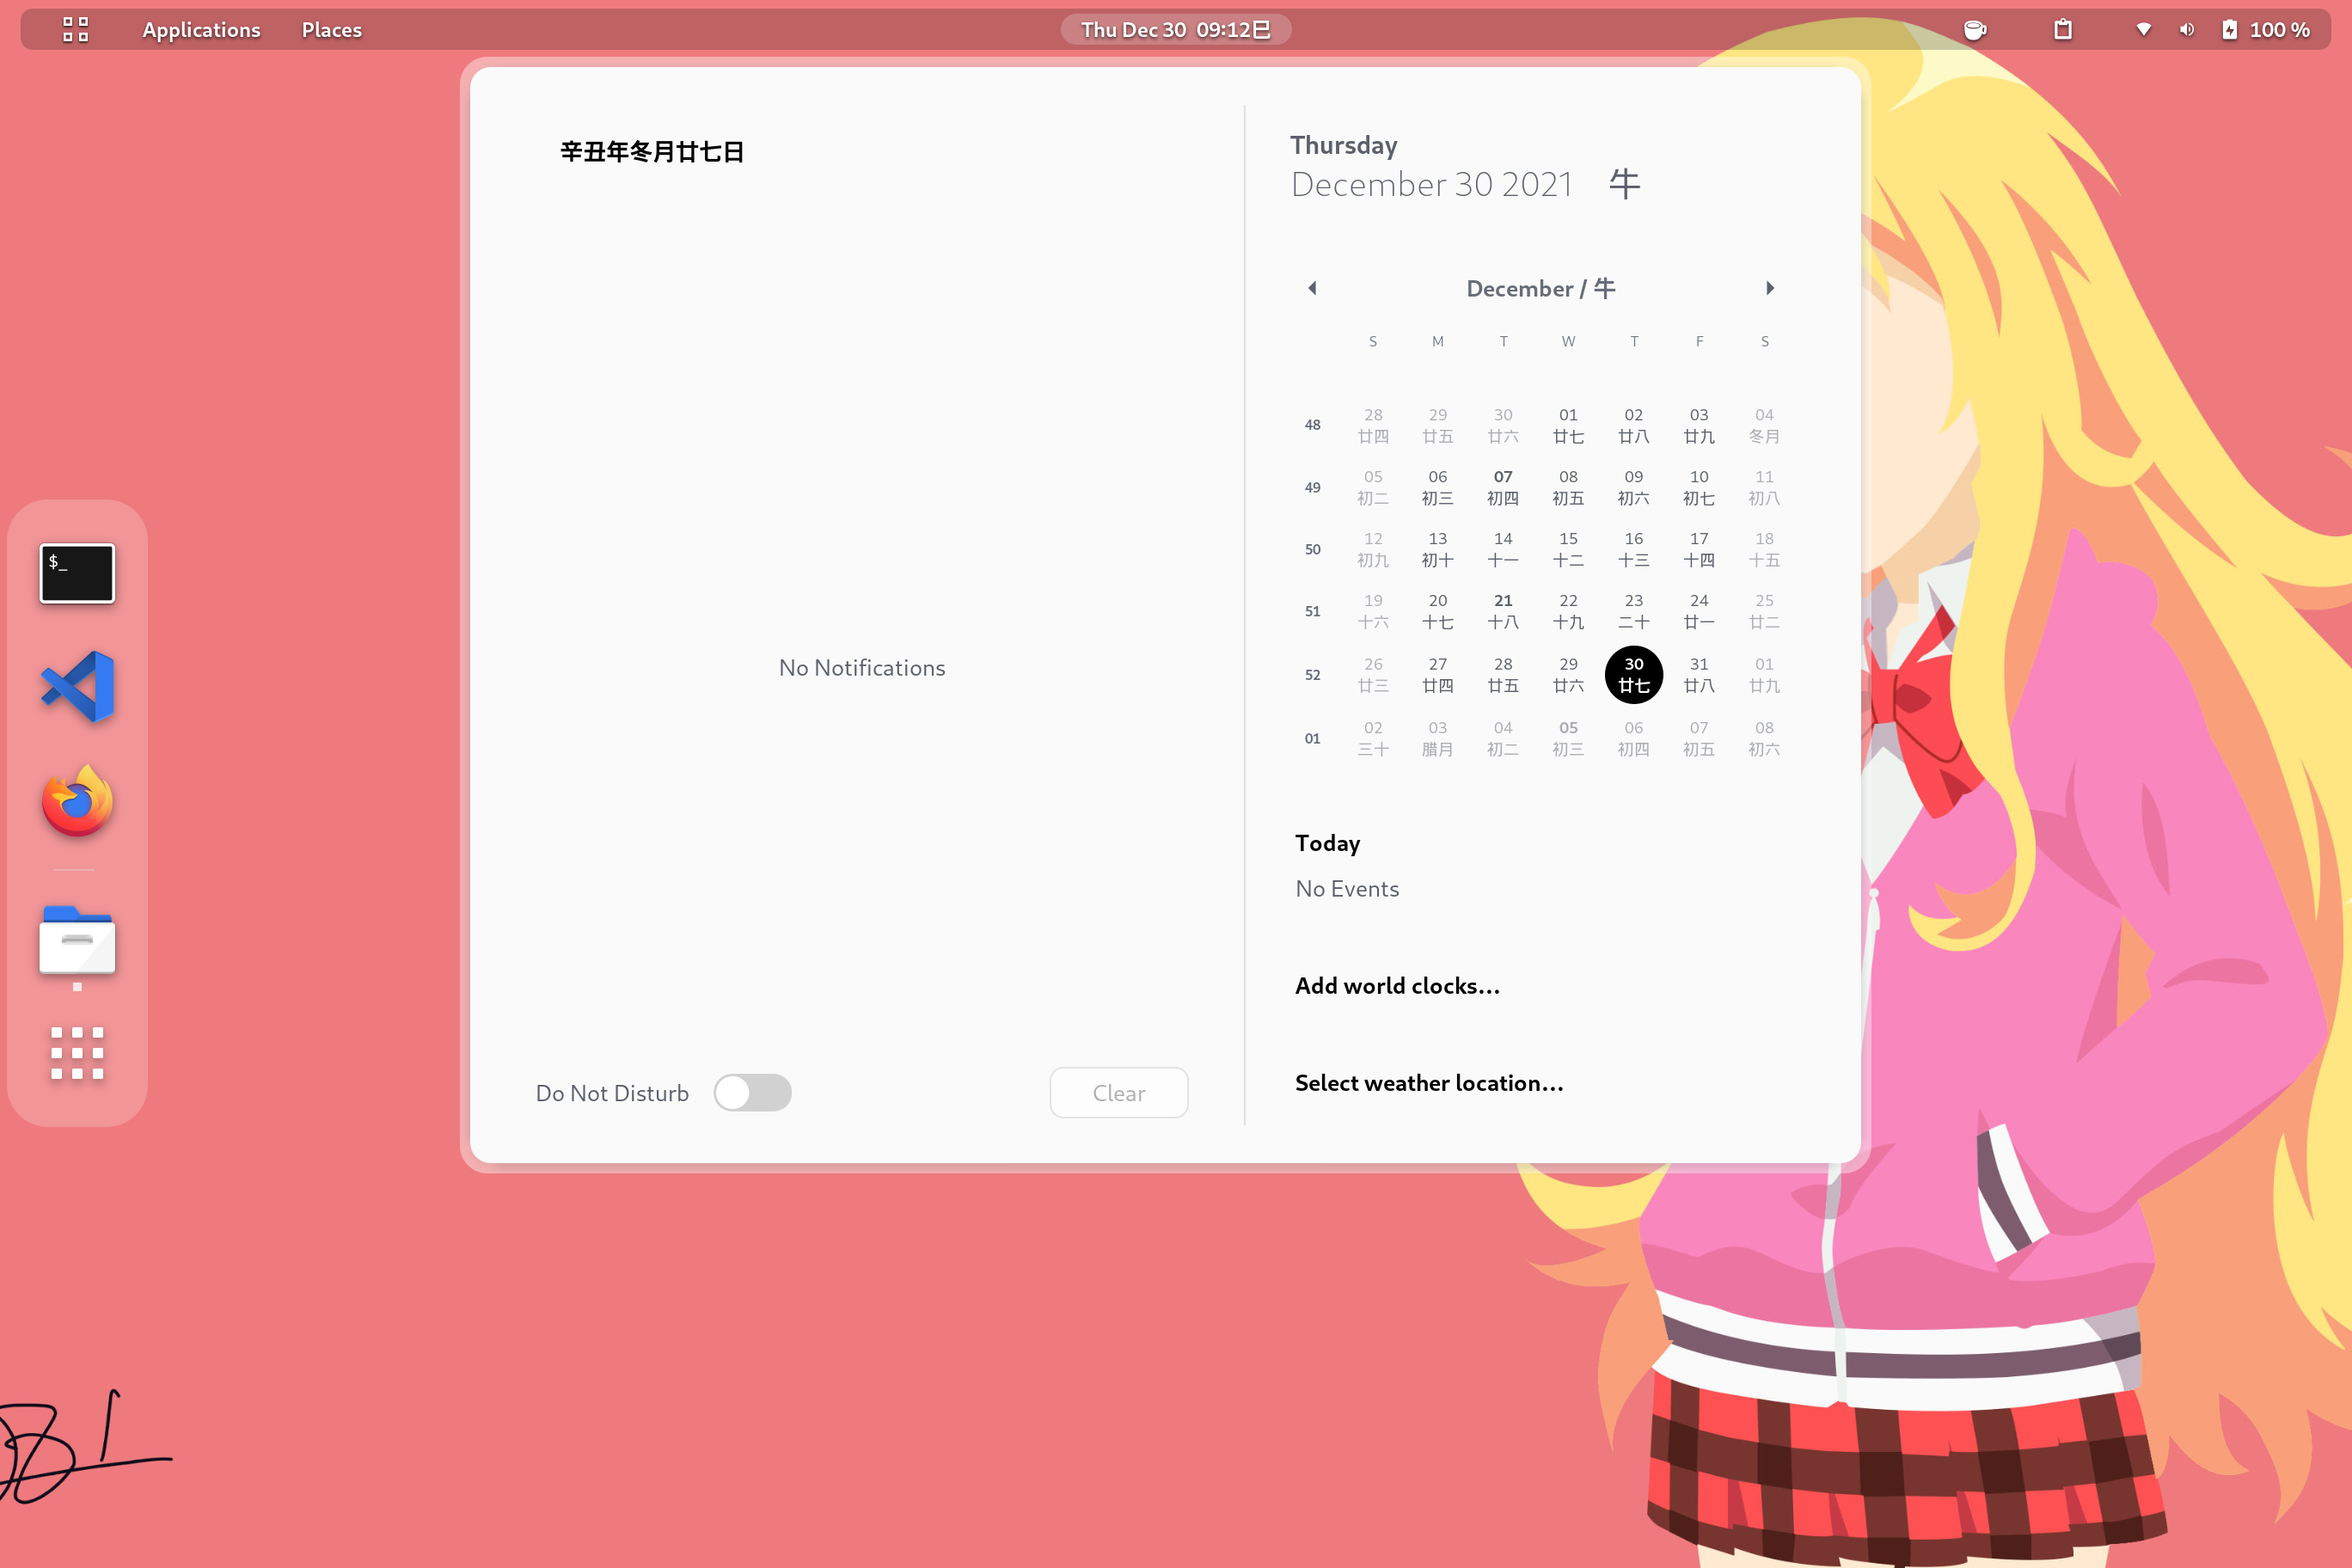 Applications Places Thu Dec 30 09:12巳 100 %
辛丑年冬月廿七日
No Notifications
Do Not Disturb
Clear
Thursday
December 30 2021 牛
December / 牛
S M T W T F S
48 28 29 30 01 02 03 04
廿四 廿五 廿六 廿七 廿八 廿九 冬月
49 05 06 07 08 09 10 11
初二 初三 初四 初五 初六 初七 初八
50 12 13 14 15 16 17 18
初九 初十 十一 十二 十三 十四 十五
51 19 20 21 22 23 24 25
十六 十七 十八 十九 二十 廿一 廿二
52 26 27 28 29 30 31 01
廿三 廿四 廿五 廿六 廿七 廿八 廿九
01 02 03 04 05 06 07 08
三十 腊月 初二 初三 初四 初五 初六
Today
No Events
Add world clocks…
Select weather location…
$_